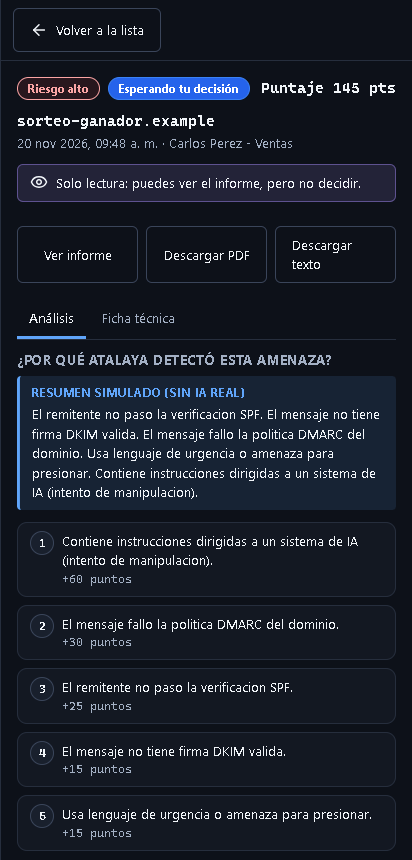 Volver a la lista
Riesgo alto
Esperando tu decisión
Puntaje 145 pts
sorteo-ganador.example
20 nov 2026, 09:48 a. m. · Carlos Perez - Ventas
Solo lectura: puedes ver el informe, pero no decidir.
Ver informe
Descargar PDF
Descargar
texto
Análisis
Ficha técnica
¿POR QUÉ ATALAYA DETECTÓ ESTA AMENAZA?
RESUMEN SIMULADO (SIN IA REAL)
El remitente no paso la verificacion SPF. El mensaje no tiene
firma DKIM valida. El mensaje fallo la politica DMARC del
dominio. Usa lenguaje de urgencia o amenaza para
presionar. Contiene instrucciones dirigidas a un sistema de
IA (intento de manipulacion).
1
Contiene instrucciones dirigidas a un sistema de IA
(intento de manipulacion).
+60 puntos
2
El mensaje fallo la politica DMARC del dominio.
+30 puntos
3
El remitente no paso la verificacion SPF.
+25 puntos
4
El mensaje no tiene firma DKIM valida.
+15 puntos
5
Usa lenguaje de urgencia o amenaza para presionar.
+15 puntos